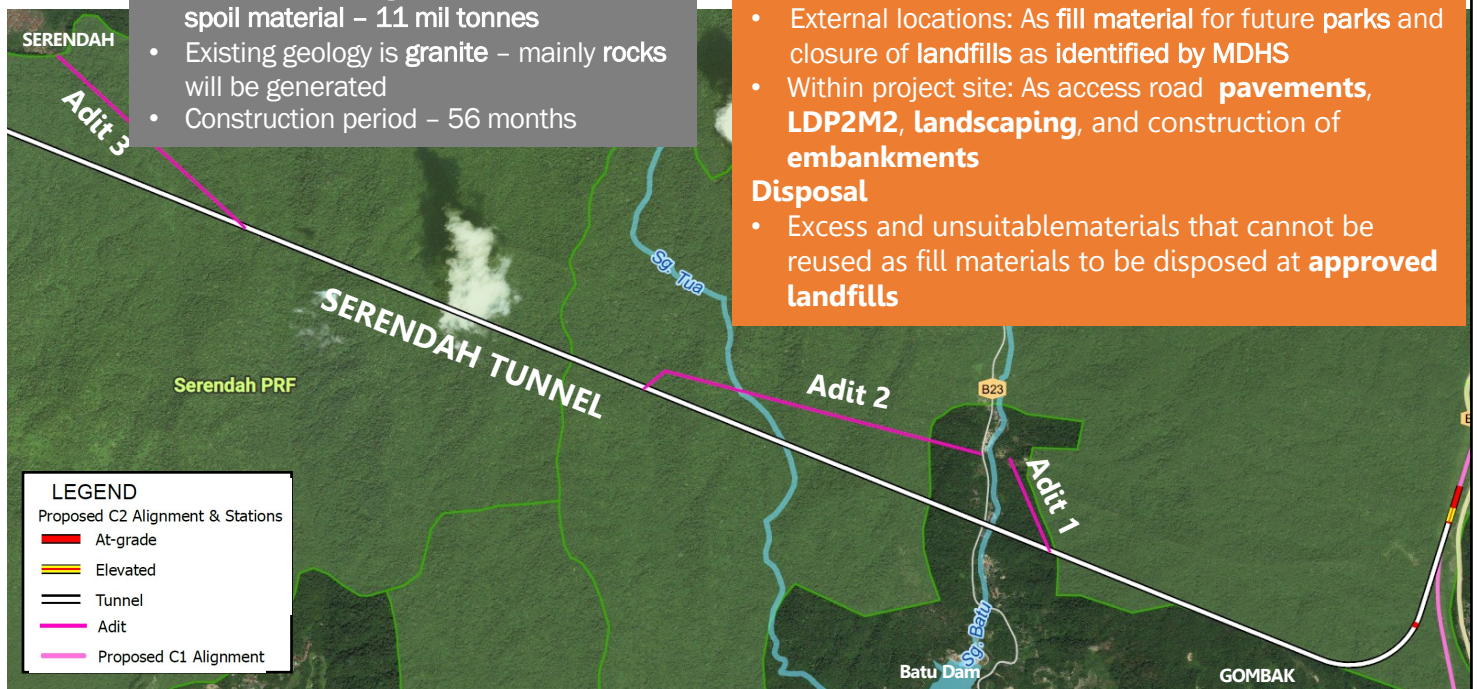 spoil material – 11 mil tonnes
• Existing geology is granite – mainly rocks
will be generated
• Construction period – 56 months
• External locations: As fill material for future parks and
closure of landfills as identified by MDHS
• Within project site: As access road pavements,
LDP2M2, landscaping, and construction of
embankments
Disposal
• Excess and unsuitablematerials that cannot be
reused as fill materials to be disposed at approved
landfills
SERENDAH
Adit 3
Sg. Tua
SERENDAH TUNNEL
Serendah PRF
Adit 2
B23
Adit 1
Sg. Batu
Batu Dam
GOMBAK
LEGEND
Proposed C2 Alignment & Stations
At-grade
Elevated
Tunnel
Adit
Proposed C1 Alignment